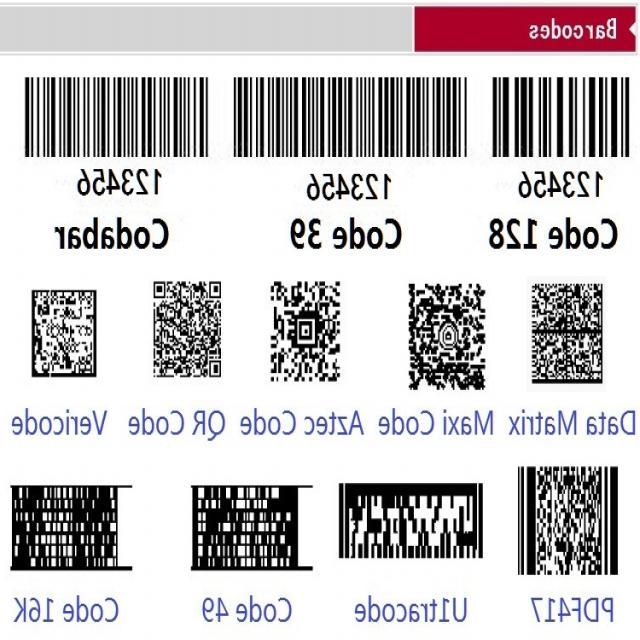 Barcodes
123456 123456 123456
Code 128 Code 39 Codabar
Data Matrix Maxi Code Aztec Code QR Code Vericode
PDF417 U1tracode Code 49 Code 16K